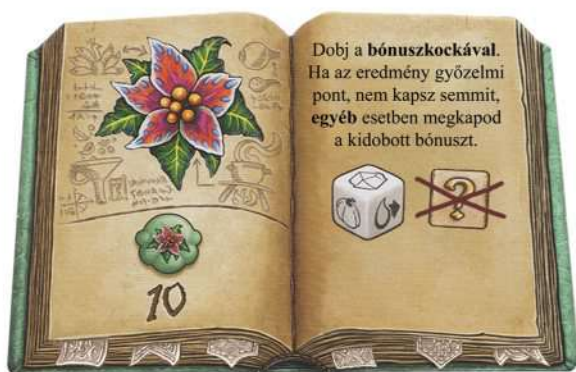 Dobj a bónuszkockával.
Ha az eredmény győzelmi
pont, nem kapsz semmit,
egyéb esetben megkapod
a kidobott bónuszt.
?
10